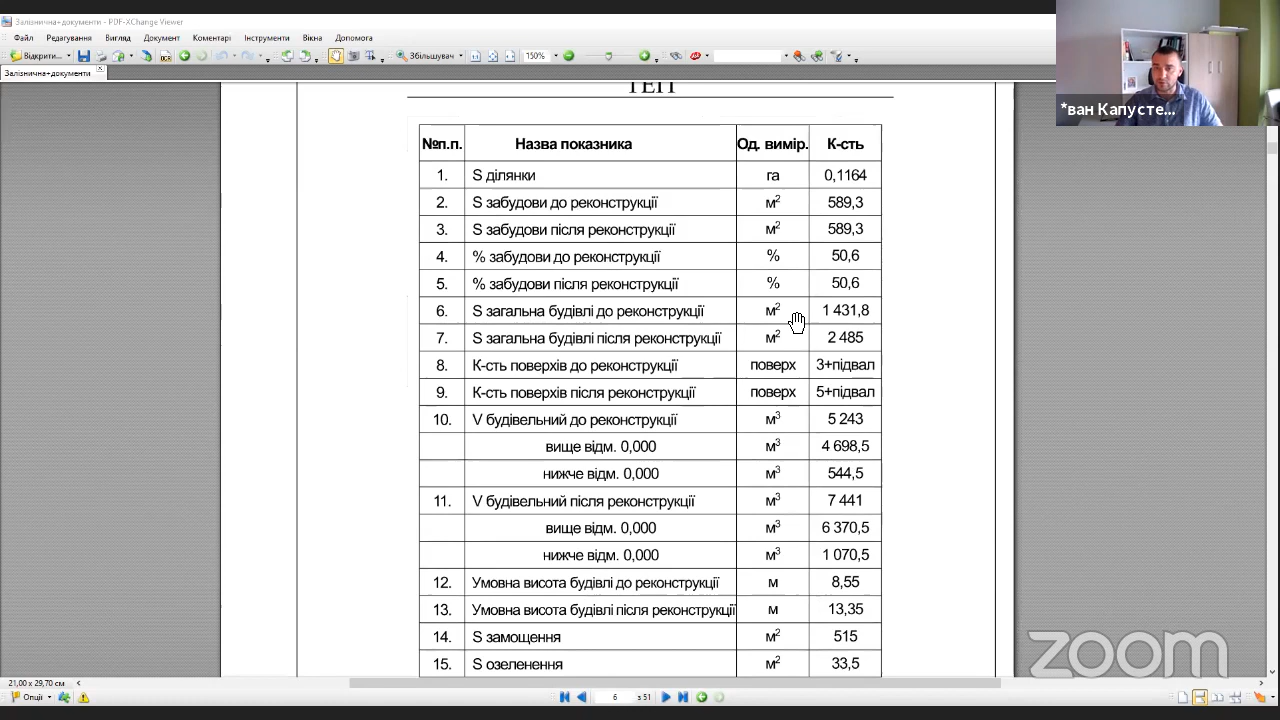 Залізнична+документи - PDF-XChange Viewer
Файл Редагування Вигляд Документ Коментарі Інструменти Вікна Допомога
Відкрити... OCR Збільшувач 150%
Залізнична+документи
*ван Капусте...
ТЕП
№п.п. Назва показника Од. вимір. К-сть
1. S ділянки га 0,1164
2. S забудови до реконструкції м² 589,3
3. S забудови після реконструкції м² 589,3
4. % забудови до реконструкції % 50,6
5. % забудови після реконструкції % 50,6
6. S загальна будівлі до реконструкції м² 1 431,8
7. S загальна будівлі після реконструкції м² 2 485
8. К-сть поверхів до реконструкції поверх 3+підвал
9. К-сть поверхів після реконструкції поверх 5+підвал
10. V будівельний до реконструкції м³ 5 243
вище відм. 0,000 м³ 4 698,5
нижче відм. 0,000 м³ 544,5
11. V будівельний після реконструкції м³ 7 441
вище відм. 0,000 м³ 6 370,5
нижче відм. 0,000 м³ 1 070,5
12. Умовна висота будівлі до реконструкції м 8,55
13. Умовна висота будівлі після реконструкції м 13,35
14. S замощення м² 515
15. S озеленення м² 33,5
zoom
21,00 x 29,70 см
Опції 6 з 51